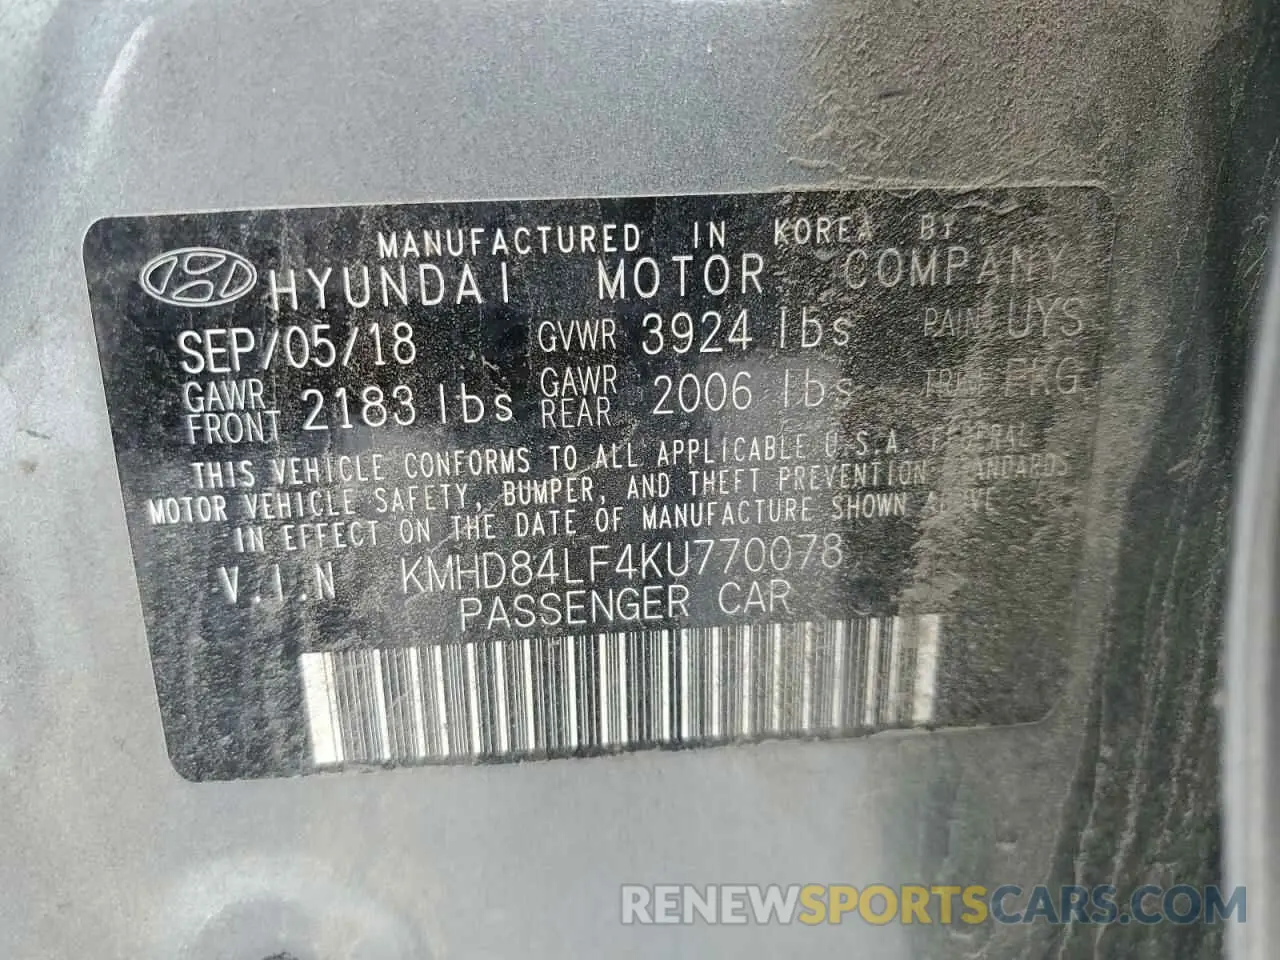 MANUFACTURED IN KOREA BY
HYUNDAI MOTOR COMPANY
SEP/05/18 GVWR 3924 lbs PAINT UYS
GAWR FRONT 2183 lbs GAWR REAR 2006 lbs TRIM PKG
THIS VEHICLE CONFORMS TO ALL APPLICABLE U.S.A. FEDERAL
MOTOR VEHICLE SAFETY, BUMPER, AND THEFT PREVENTION STANDARDS
IN EFFECT ON THE DATE OF MANUFACTURE SHOWN ABOVE
V.I.N KMHD84LF4KU770078
PASSENGER CAR
RENEWSPORTSCARS.COM